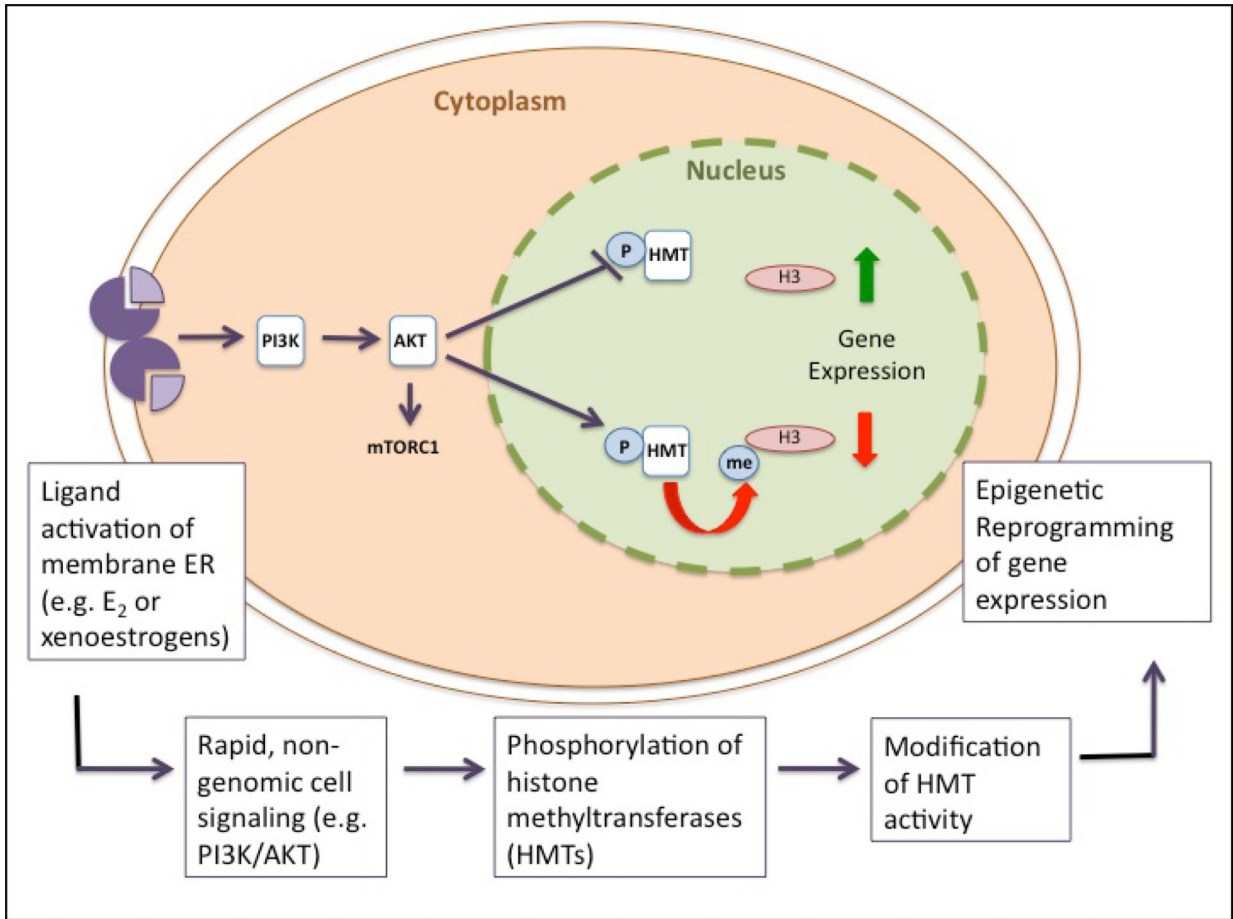 Cytoplasm
Nucleus
P
HMT
H3
PI3K
AKT
Gene
Expression
mTORC1
P
HMT
me
H3
Ligand
activation of
membrane ER
(e.g. E₂ or
xenoestrogens)
Epigenetic
Reprogramming
of gene
expression
Rapid, non-
genomic cell
signaling (e.g.
PI3K/AKT)
Phosphorylation of
histone
methyltransferases
(HMTs)
Modification
of HMT
activity